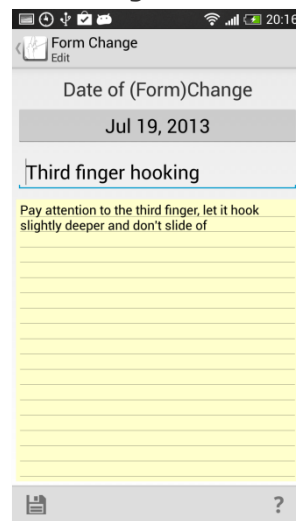 20:16
Form Change
Edit
Date of (Form)Change
Jul 19, 2013
Third finger hooking
Pay attention to the third finger, let it hook
slightly deeper and don't slide of
?